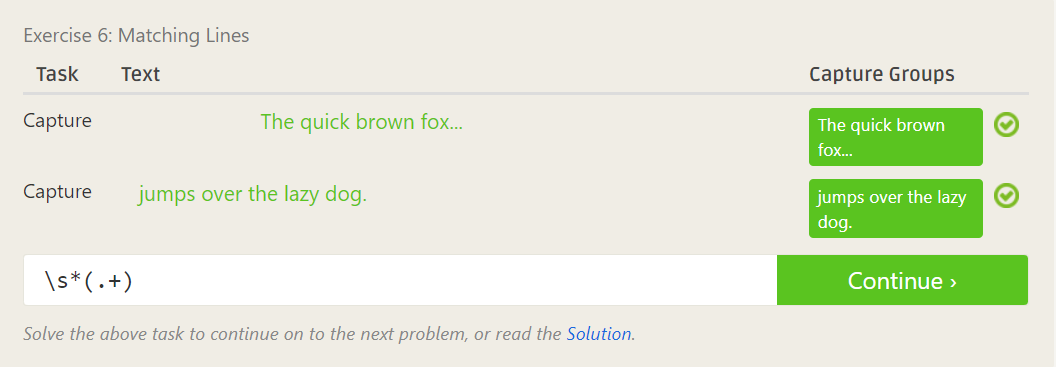 Exercise 6: Matching Lines
Task Text Capture Groups
Capture The quick brown fox... The quick brown
fox...
Capture jumps over the lazy dog. jumps over the lazy
dog.
\s*(.+) Continue ›
Solve the above task to continue on to the next problem, or read the Solution.